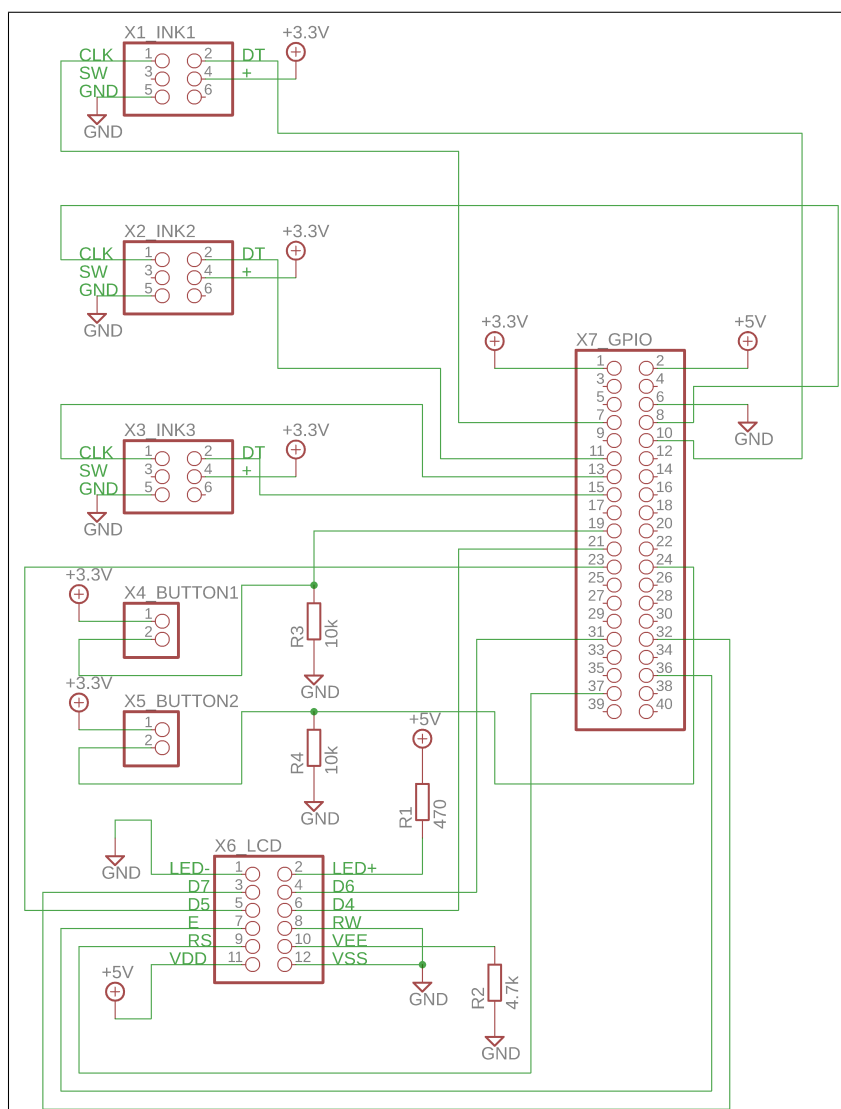 X1_INK1
+3.3V
CLK 1 2 DT
SW 3 4 +
GND 5 6
GND
X2_INK2
+3.3V
CLK 1 2 DT
SW 3 4 +
GND 5 6
GND
X3_INK3
+3.3V
CLK 1 2 DT
SW 3 4 +
GND 5 6
GND
+3.3V
+5V
X7_GPIO
1 2
3 4
5 6
7 8
9 10
11 12
13 14
15 16
17 18
19 20
21 22
23 24
25 26
27 28
29 30
31 32
33 34
35 36
37 38
39 40
GND
+3.3V
X4_BUTTON1
1
2
R3
10k
GND
+3.3V
X5_BUTTON2
1
2
R4
10k
GND
+5V
R1
470
GND
X6_LCD
LED- 1 2 LED+
D7 3 4 D6
D5 5 6 D4
E 7 8 RW
RS 9 10 VEE
VDD 11 12 VSS
+5V
GND
R2
4.7k
GND